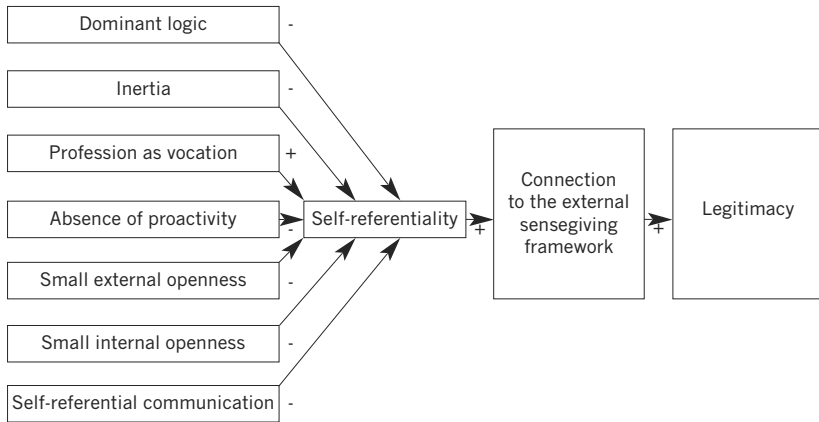 Dominant logic
-
Inertia
-
Profession as vocation
+
Absence of proactivity
-
Small external openness
-
Small internal openness
-
Self-referential communication
-
Self-referentiality
+
Connection
to the external
sensegiving
framework
+
Legitimacy